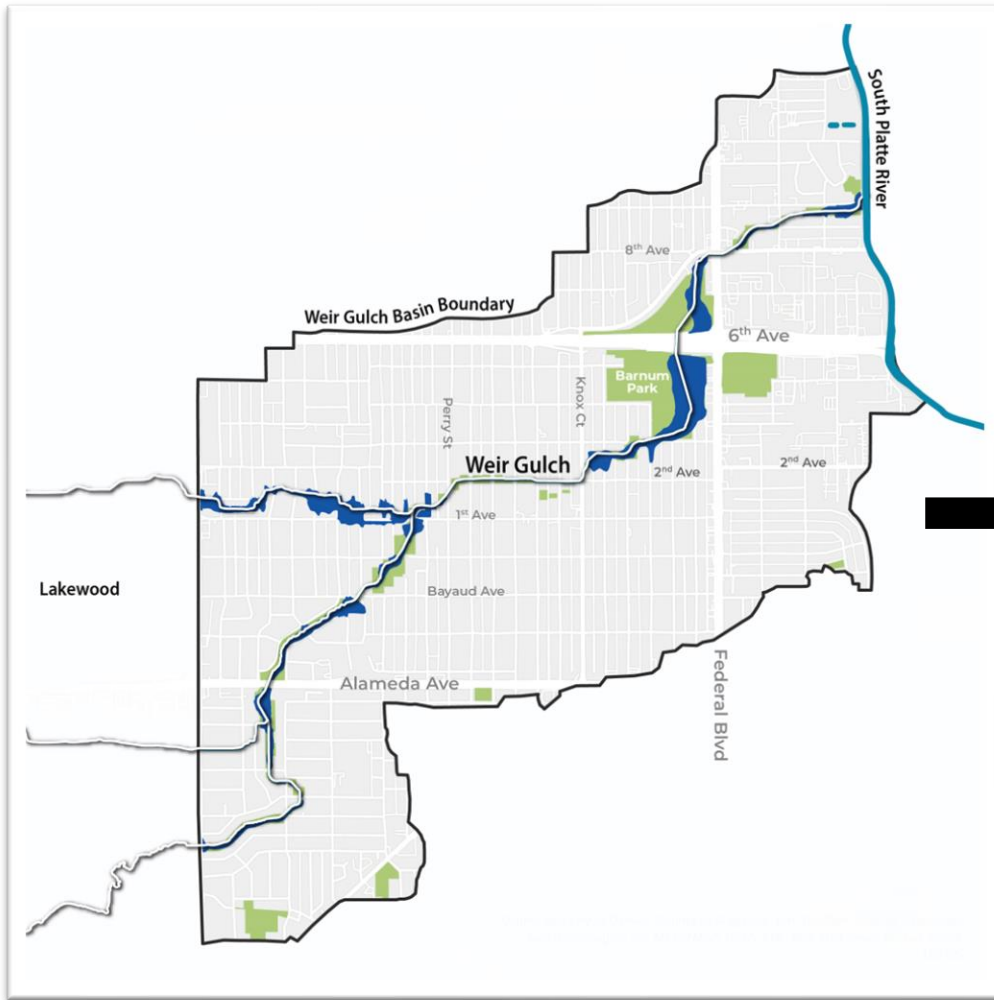 South Platte River
8th Ave
Weir Gulch Basin Boundary
6th Ave
Barnum
Park
Knox Ct
Perry St
Weir Gulch
2nd Ave
2nd Ave
1st Ave
Lakewood
Bayaud Ave
Federal Blvd
Alameda Ave